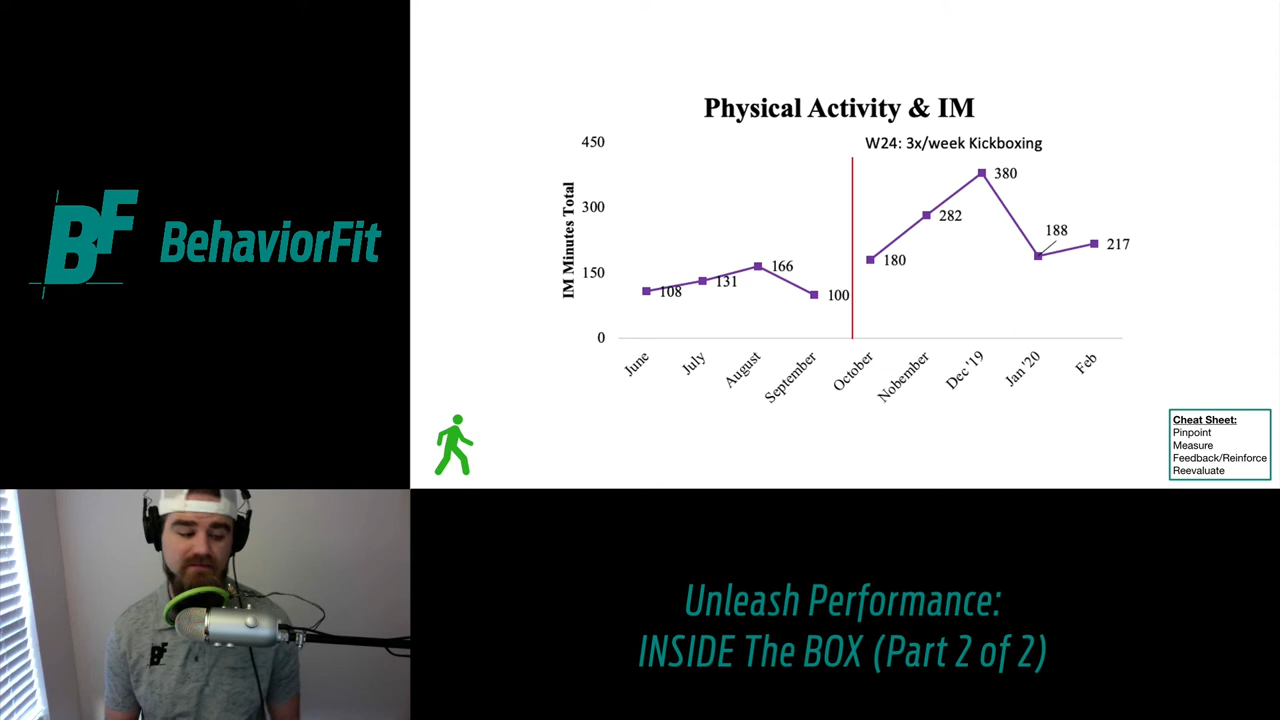 BF BehaviorFit
Physical Activity & IM
W24: 3x/week Kickboxing
IM Minutes Total
450
300
150
0
108
131
166
100
180
282
380
188
217
June
July
August
September
October
Nobember
Dec '19
Jan '20
Feb
Cheat Sheet:
Pinpoint
Measure
Feedback/Reinforce
Reevaluate
BF
Unleash Performance:
INSIDE The BOX (Part 2 of 2)